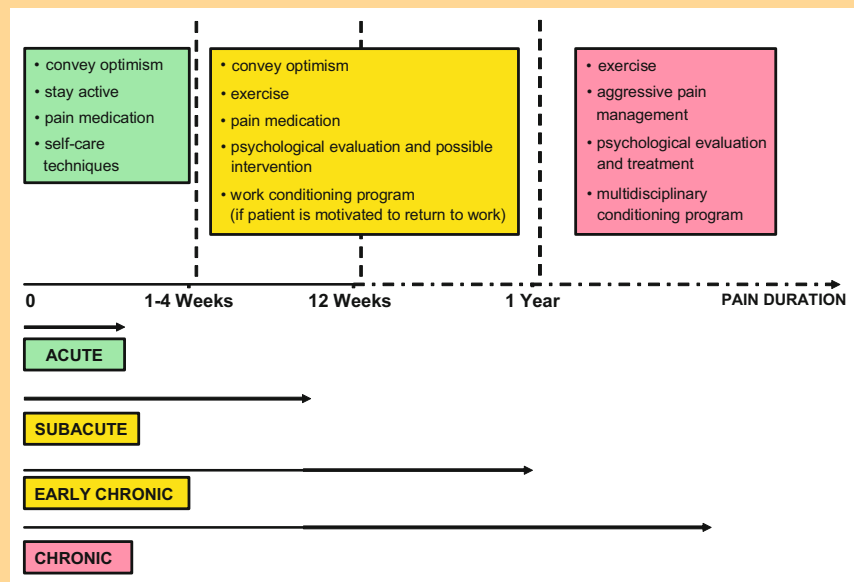 • convey optimism
• stay active
• pain medication
• self-care
techniques
• convey optimism
• exercise
• pain medication
• psychological evaluation and possible
intervention
• work conditioning program
(if patient is motivated to return to work)
• exercise
• aggressive pain
management
• psychological evaluation
and treatment
• multidisciplinary
conditioning program
0 1-4 Weeks 12 Weeks 1 Year PAIN DURATION
ACUTE
SUBACUTE
EARLY CHRONIC
CHRONIC